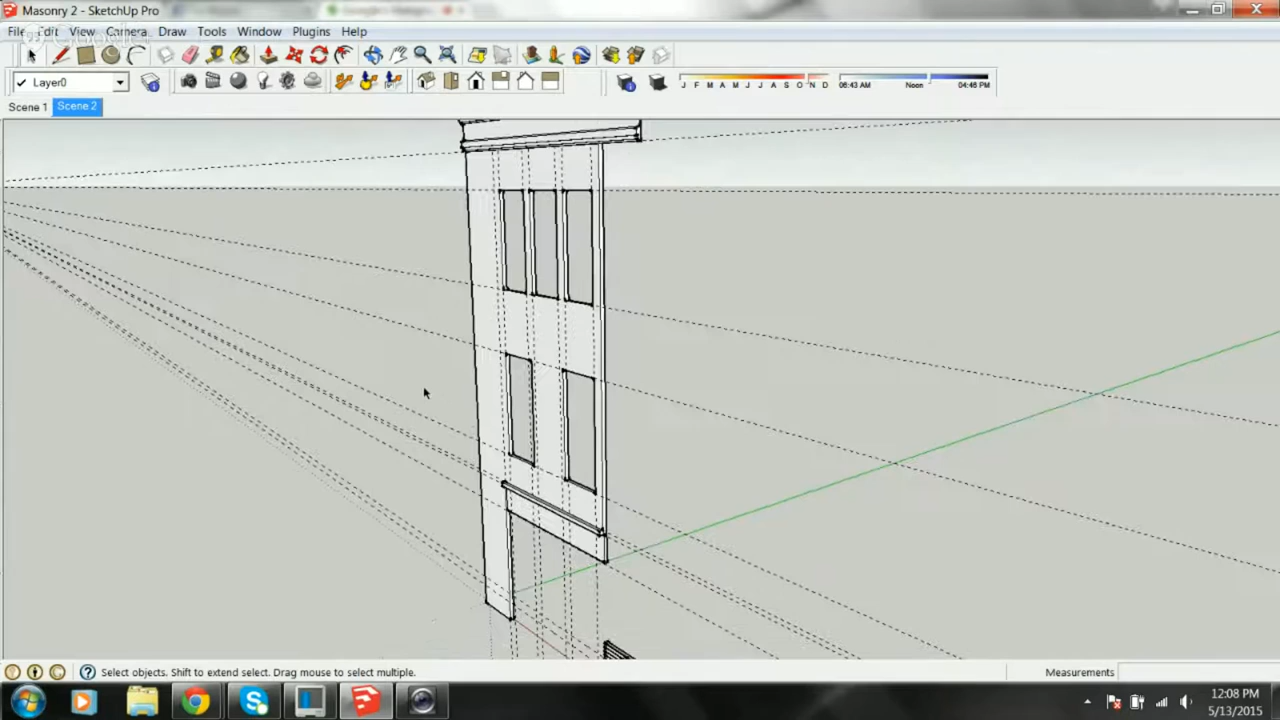 Masonry 2 - SketchUp Pro
File Edit View Camera Draw Tools Window Plugins Help
Layer0
J F M A M J J A S O N D
06:43 AM Noon 04:46 PM
Scene 1 Scene 2
Select objects. Shift to extend select. Drag mouse to select multiple.
Measurements
12:08 PM
5/13/2015